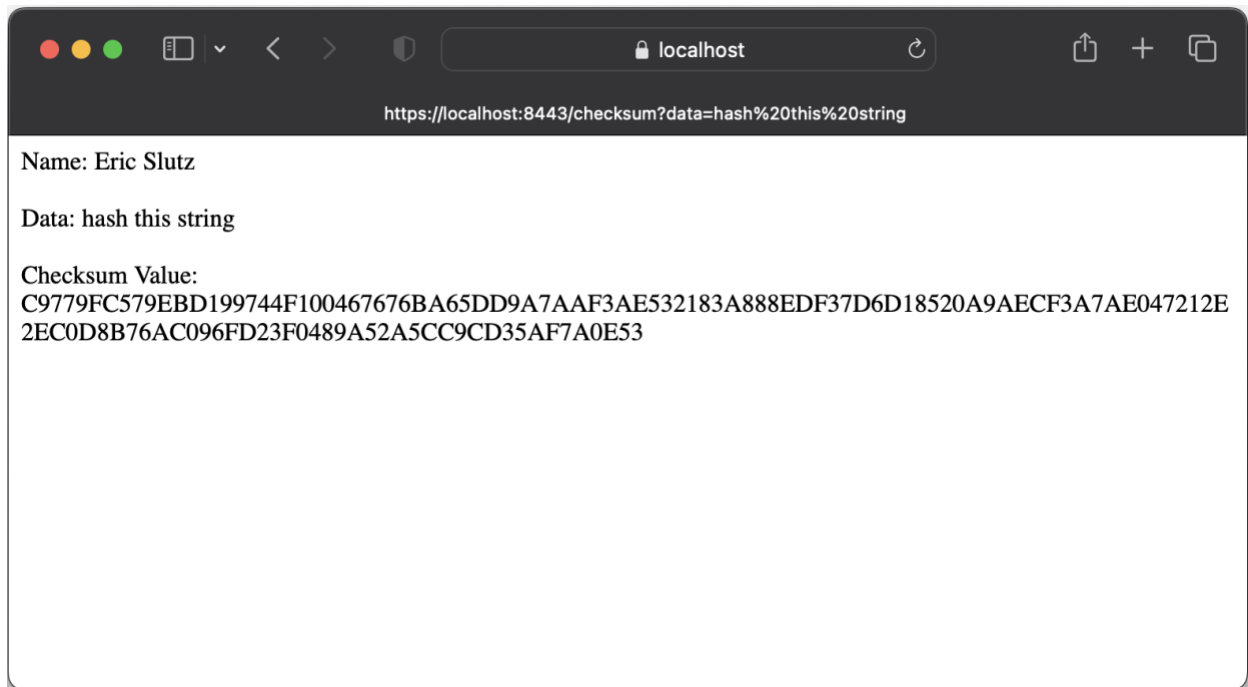 localhost
https://localhost:8443/checksum?data=hash%20this%20string
Name: Eric Slutz
Data: hash this string
Checksum Value:
C9779FC579EBD199744F100467676BA65DD9A7AAF3AE532183A888EDF37D6D18520A9AECF3A7AE047212E
2EC0D8B76AC096FD23F0489A52A5CC9CD35AF7A0E53